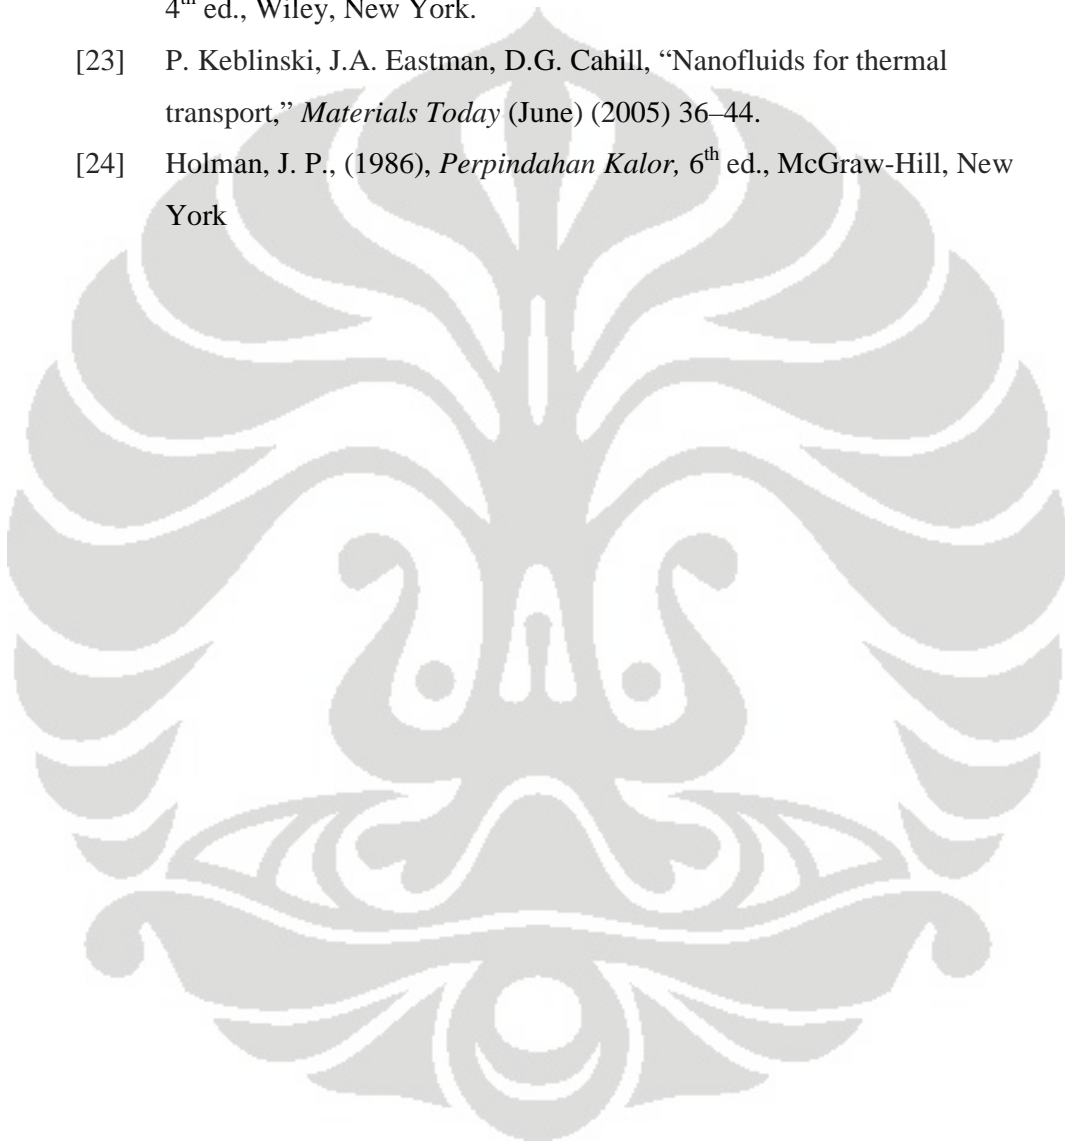 4th ed., Wiley, New York.
[23] P. Keblinski, J.A. Eastman, D.G. Cahill, “Nanofluids for thermal
transport,” Materials Today (June) (2005) 36–44.
[24] Holman, J. P., (1986), Perpindahan Kalor, 6th ed., McGraw-Hill, New
York